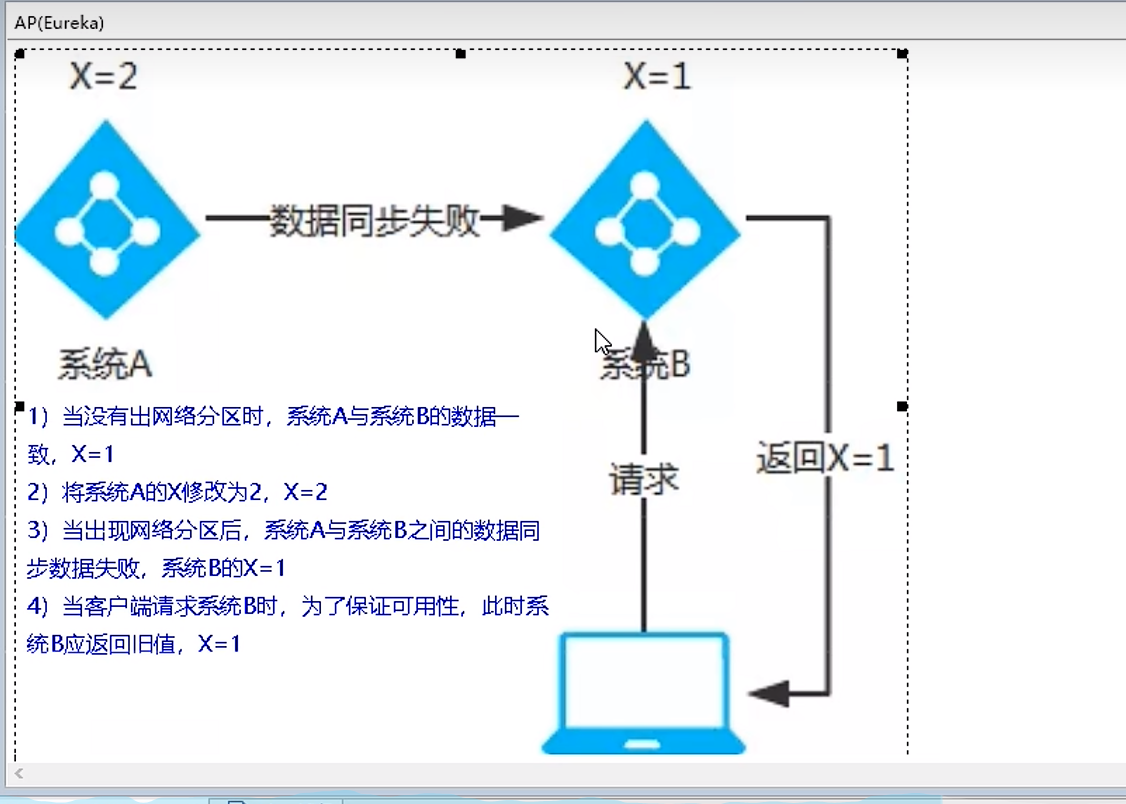 AP(Eureka)
X=2
X=1
数据同步失败
系统A
系统B
1）当没有出网络分区时，系统A与系统B的数据一
致，X=1
2）将系统A的X修改为2，X=2
3）当出现网络分区后，系统A与系统B之间的数据同
步数据失败，系统B的X=1
4）当客户端请求系统B时，为了保证可用性，此时系
统B应返回旧值，X=1
请求
返回X=1